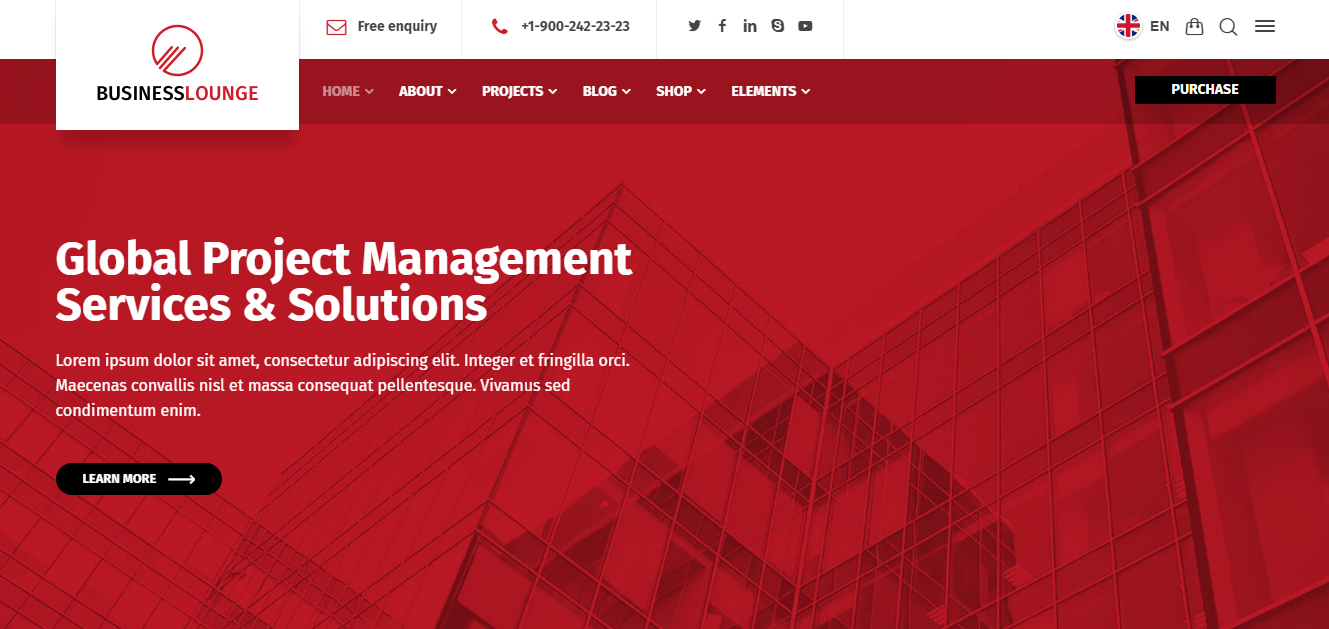 Free enquiry
+1-900-242-23-23
EN
BUSINESSLOUNGE
HOME
ABOUT
PROJECTS
BLOG
SHOP
ELEMENTS
PURCHASE
Global Project Management
Services & Solutions
Lorem ipsum dolor sit amet, consectetur adipiscing elit. Integer et fringilla orci.
Maecenas convallis nisl et massa consequat pellentesque. Vivamus sed
condimentum enim.
LEARN MORE